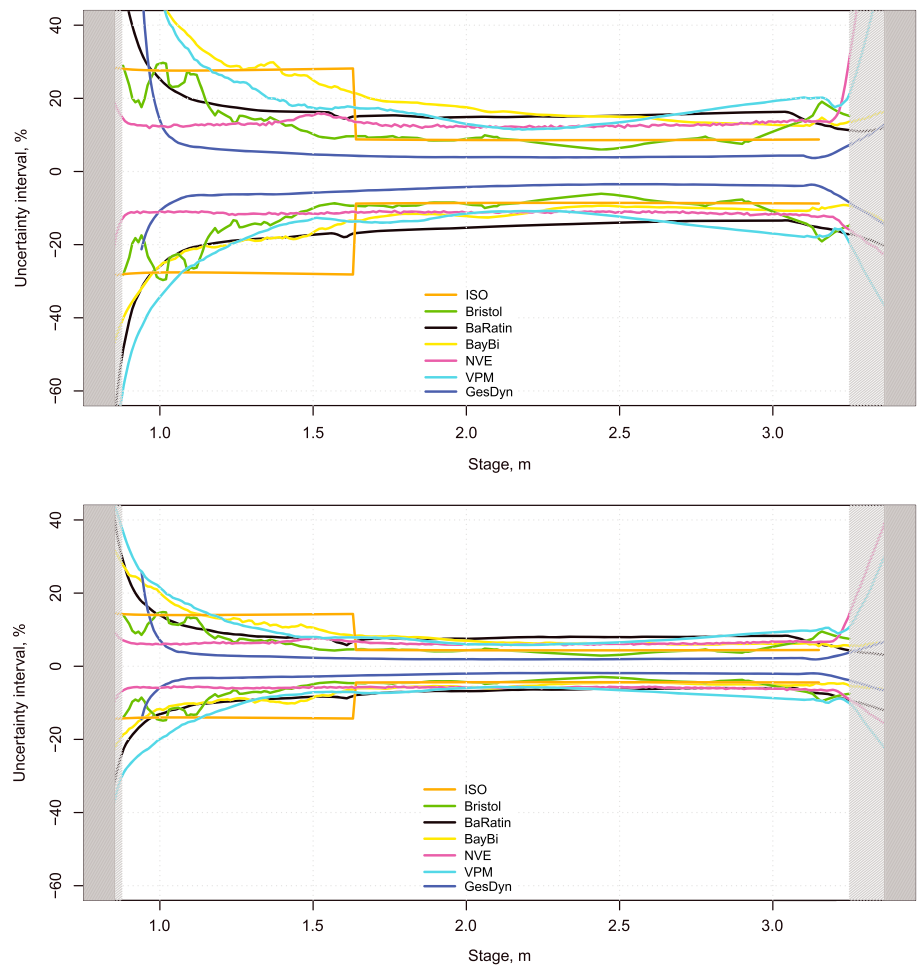 Uncertainty interval, %
40
20
0
−20
−40
−60
ISO
Bristol
BaRatin
BayBi
NVE
VPM
GesDyn
1.0 1.5 2.0 2.5 3.0
Stage, m
Uncertainty interval, %
40
20
0
−20
−40
−60
ISO
Bristol
BaRatin
BayBi
NVE
VPM
GesDyn
1.0 1.5 2.0 2.5 3.0
Stage, m